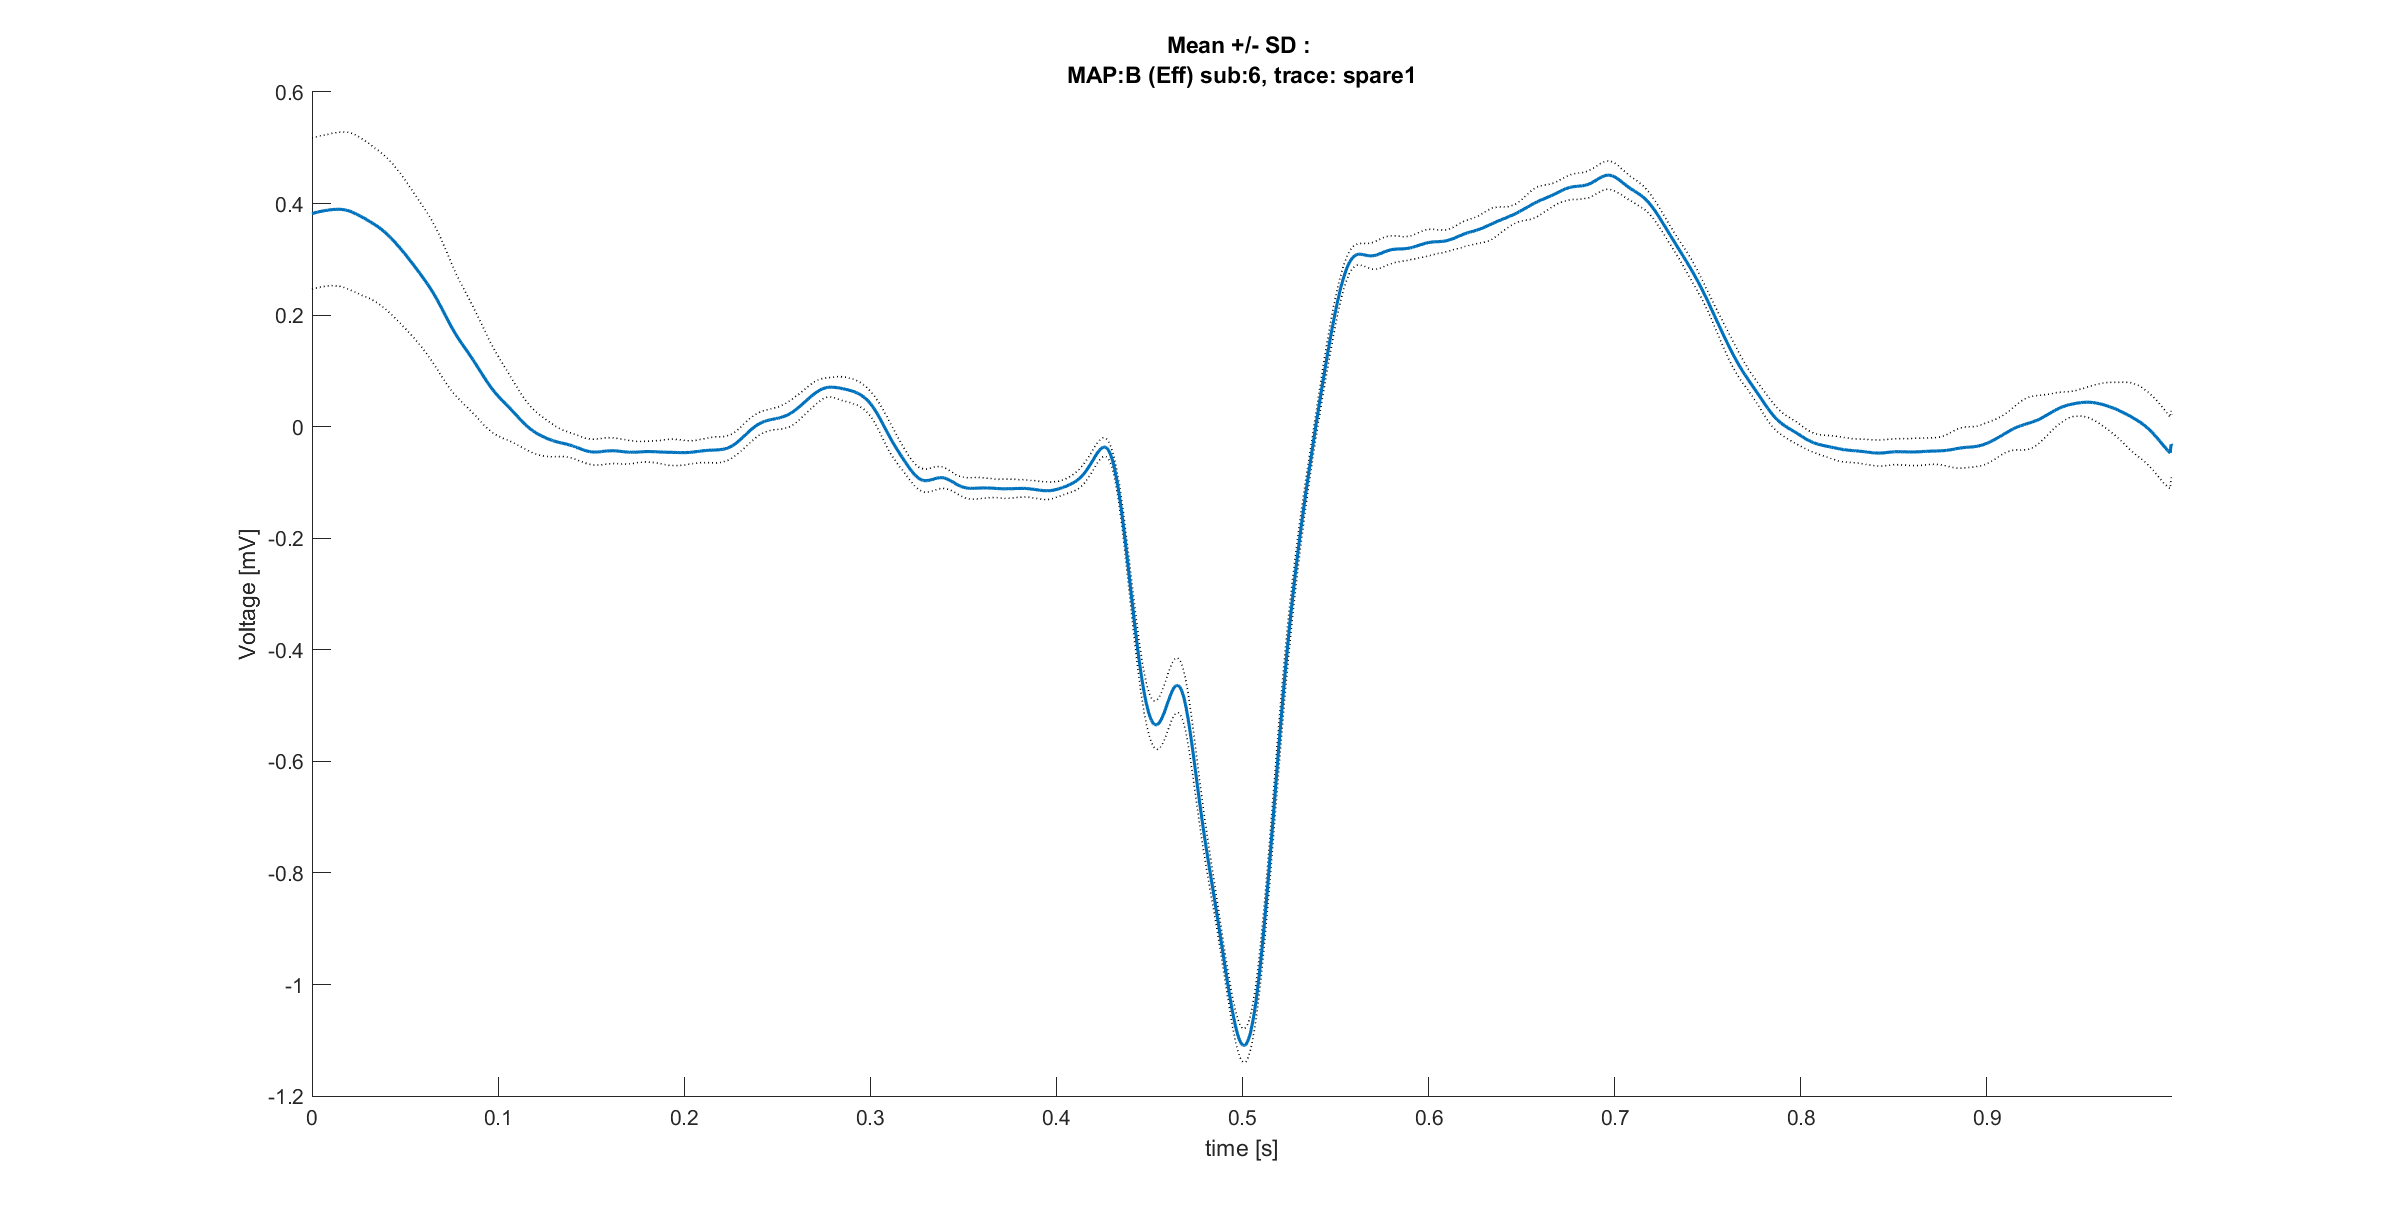 Mean +/- SD :
MAP:B (Eff) sub:6, trace: spare1
0.6
0.4
0.2
0
-0.2
-0.4
-0.6
-0.8
-1
-1.2
Voltage [mV]
0 0.1 0.2 0.3 0.4 0.5 0.6 0.7 0.8 0.9
time [s]